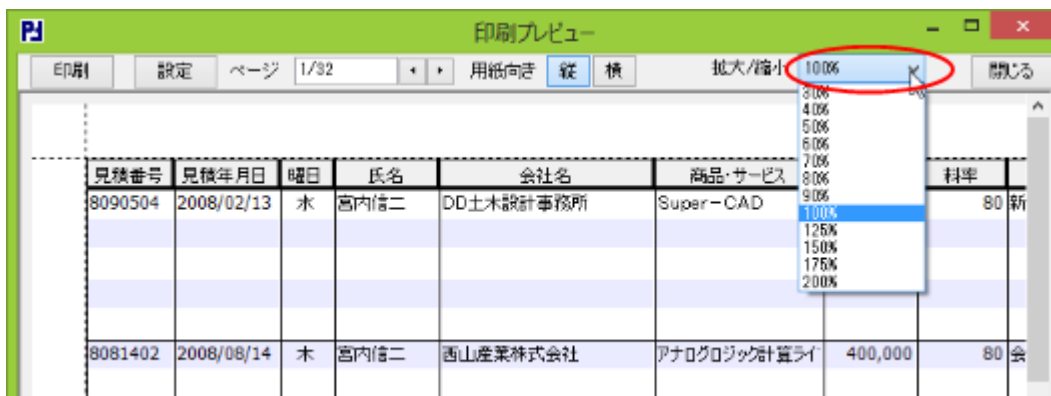 印刷プレビュー
印刷 設定 ページ 1/32 用紙向き 縦 横 拡大/縮小 100% 閉じる
30%
40%
50%
60%
70%
80%
90%
100%
125%
150%
175%
200%
見積番号 見積年月日 曜日 氏名 会社名 商品・サービス 料率
8090504 2008/02/13 水 宮内信二 DD土木設計事務所 Super-CAD 80 新
8081402 2008/08/14 木 宮内信二 西山産業株式会社 アナログロジック計算ライ 400,000 80 会